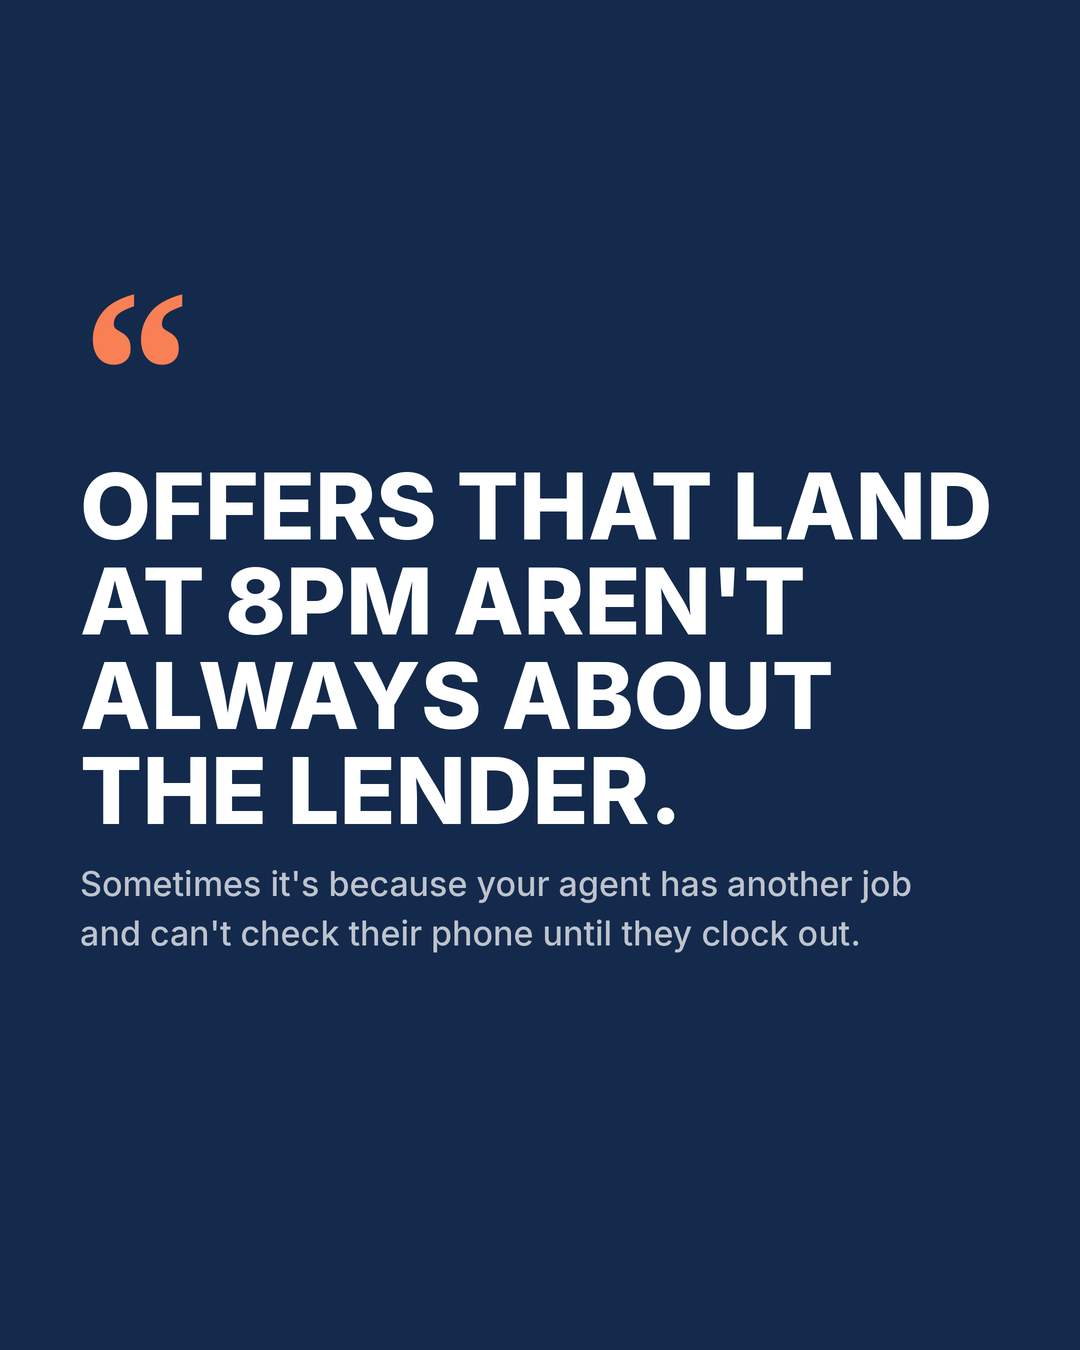 “
OFFERS THAT LAND
AT 8PM AREN'T
ALWAYS ABOUT
THE LENDER.
Sometimes it's because your agent has another job
and can't check their phone until they clock out.